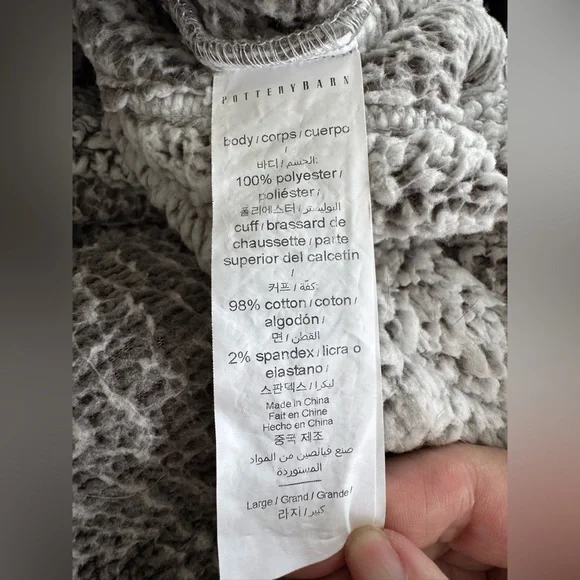 POTTERYBARN
body / corps / cuerpo
/
바디 / الجسم:
100% polyester /
poliéster /
폴리에스터 / البوليستر
cuff / brassard de
chaussette / parte
superior del calcetín
/
커프 / كفّة:
98% cotton / coton /
algodón /
면 / القطن
2% spandex / licra o
elastano /
스판덱스 / ليكرا
Made in China
Fait en Chine
Hecho en China
중국 제조
صنع فيالصين من المواد
المستوردة
Large / Grand / Grande /
라지 / كبير